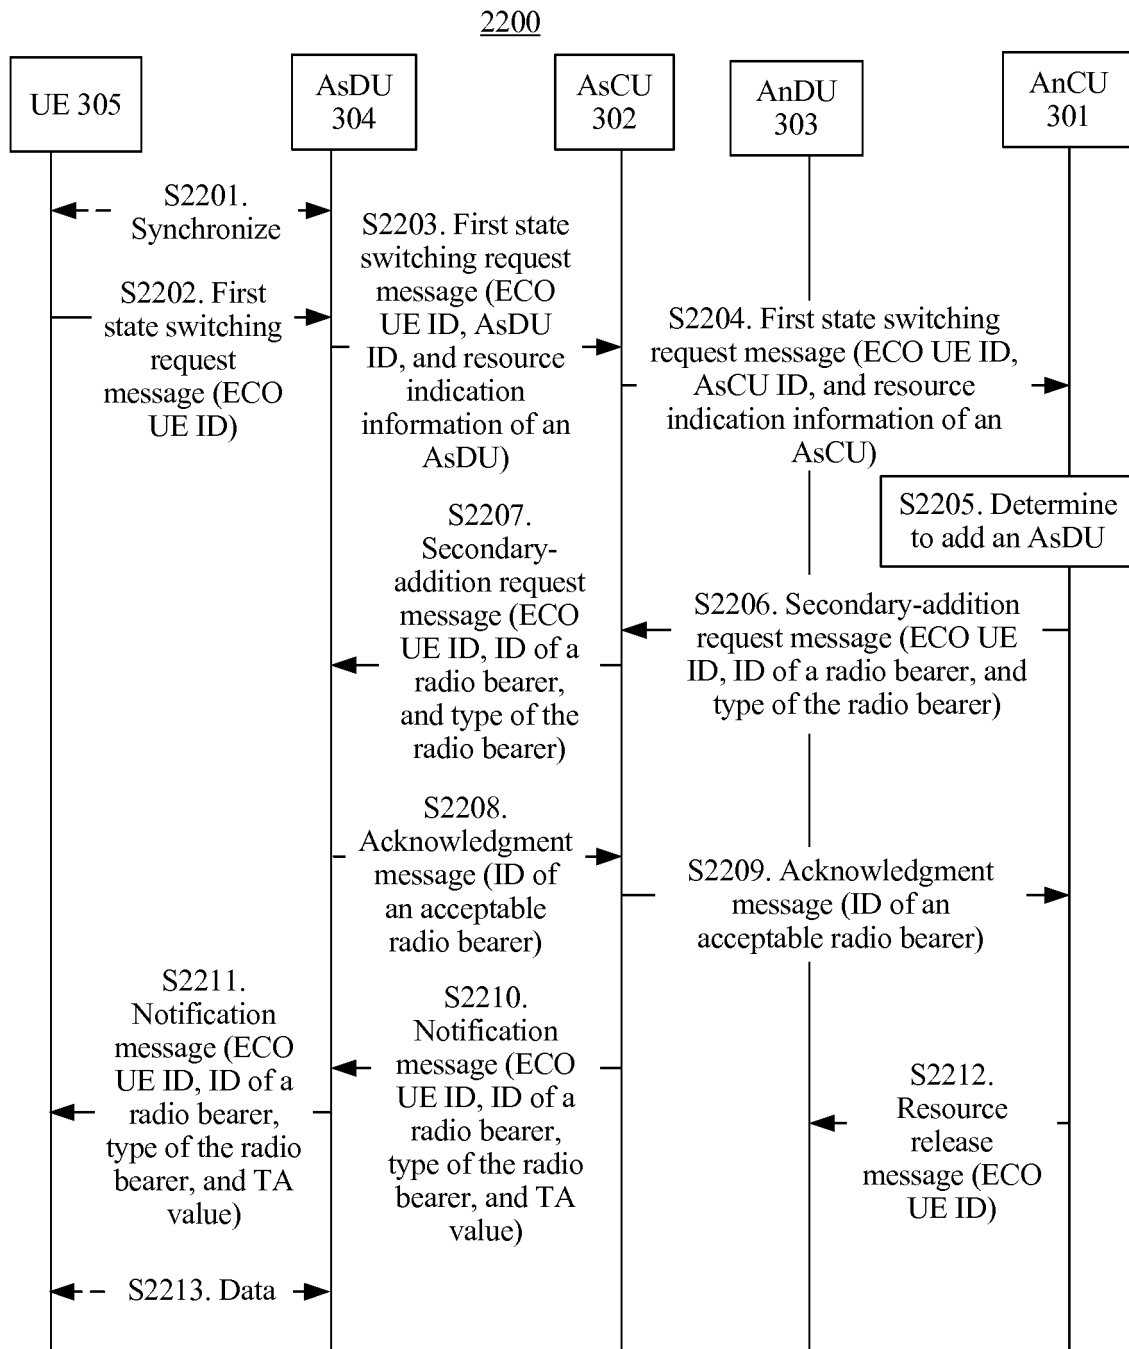 2200
UE 305
AsDU
304
AsCU
302
AnDU
303
AnCU
301
S2201.
Synchronize
S2202. First
state switching
request
message (ECO
UE ID)
S2203. First state
switching request
message (ECO
UE ID, AsDU
ID, and resource
indication
information of an
AsDU)
S2204. First state switching
request message (ECO UE ID,
AsCU ID, and resource
indication information of an
AsCU)
S2205. Determine
to add an AsDU
S2206. Secondary-addition
request message (ECO UE
ID, ID of a radio bearer, and
type of the radio bearer)
S2207.
Secondary-
addition request
message (ECO
UE ID, ID of a
radio bearer,
and type of the
radio bearer)
S2208.
Acknowledgment
message (ID of
an acceptable
radio bearer)
S2209. Acknowledgment
message (ID of an
acceptable radio bearer)
S2210.
Notification
message (ECO
UE ID, ID of a
radio bearer,
type of the radio
bearer, and TA
value)
S2211.
Notification
message (ECO
UE ID, ID of a
radio bearer,
type of the radio
bearer, and TA
value)
S2212.
Resource
release
message (ECO
UE ID)
S2213. Data